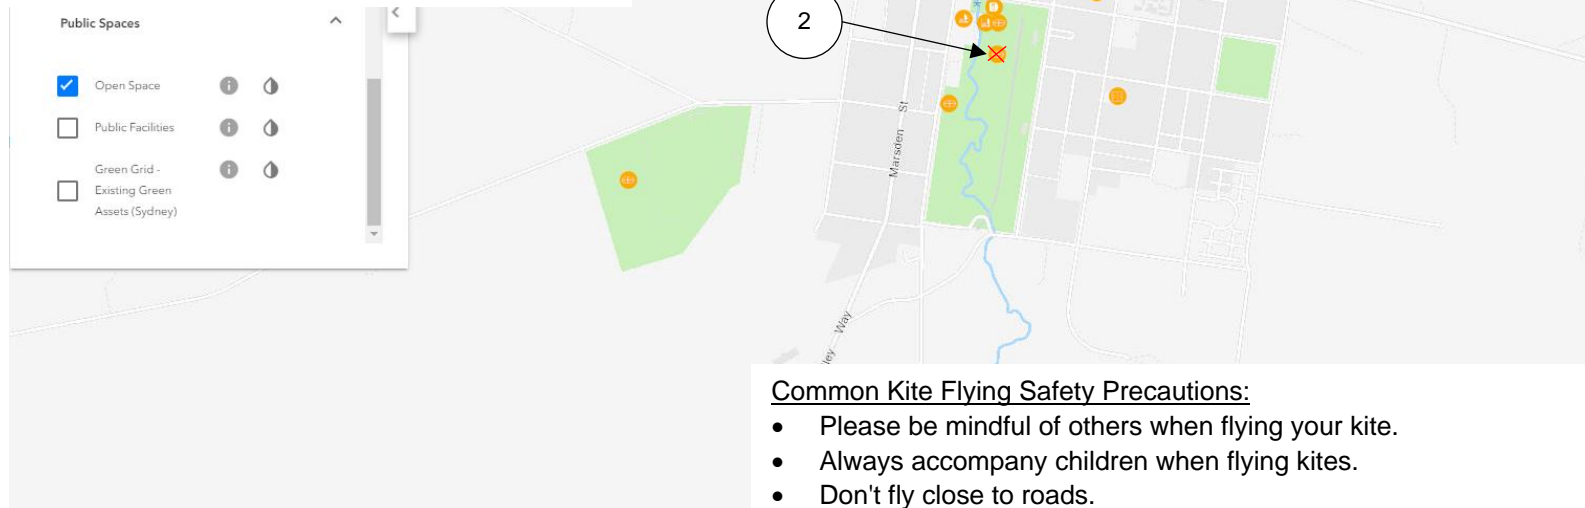 Public Spaces
Open Space
Public Facilities
Green Grid -
Existing Green
Assets (Sydney)
2
Marsden St
ley Way
Common Kite Flying Safety Precautions:
• Please be mindful of others when flying your kite.
• Always accompany children when flying kites.
• Don't fly close to roads.